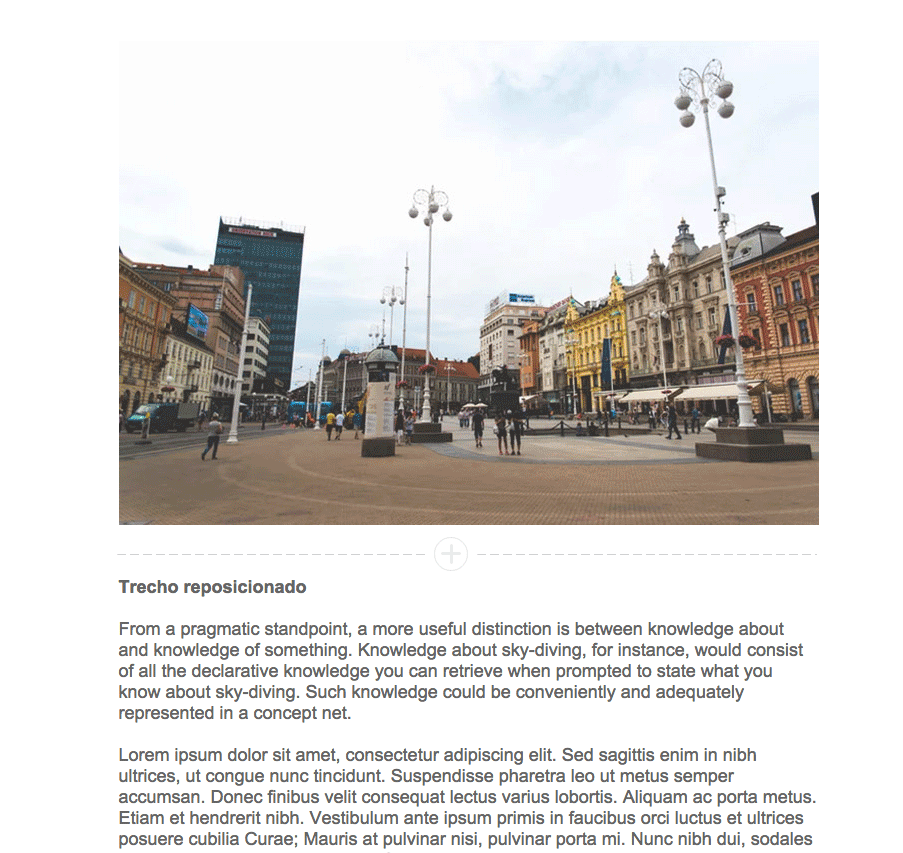 Trecho reposicionado
From a pragmatic standpoint, a more useful distinction is between knowledge about
and knowledge of something. Knowledge about sky-diving, for instance, would consist
of all the declarative knowledge you can retrieve when prompted to state what you
know about sky-diving. Such knowledge could be conveniently and adequately
represented in a concept net.
Lorem ipsum dolor sit amet, consectetur adipiscing elit. Sed sagittis enim in nibh
ultrices, ut congue nunc tincidunt. Suspendisse pharetra leo ut metus semper
accumsan. Donec finibus velit consequat lectus varius lobortis. Aliquam ac porta metus.
Etiam et hendrerit nibh. Vestibulum ante ipsum primis in faucibus orci luctus et ultrices
posuere cubilia Curae; Mauris at pulvinar nisi, pulvinar porta mi. Nunc nibh dui, sodales